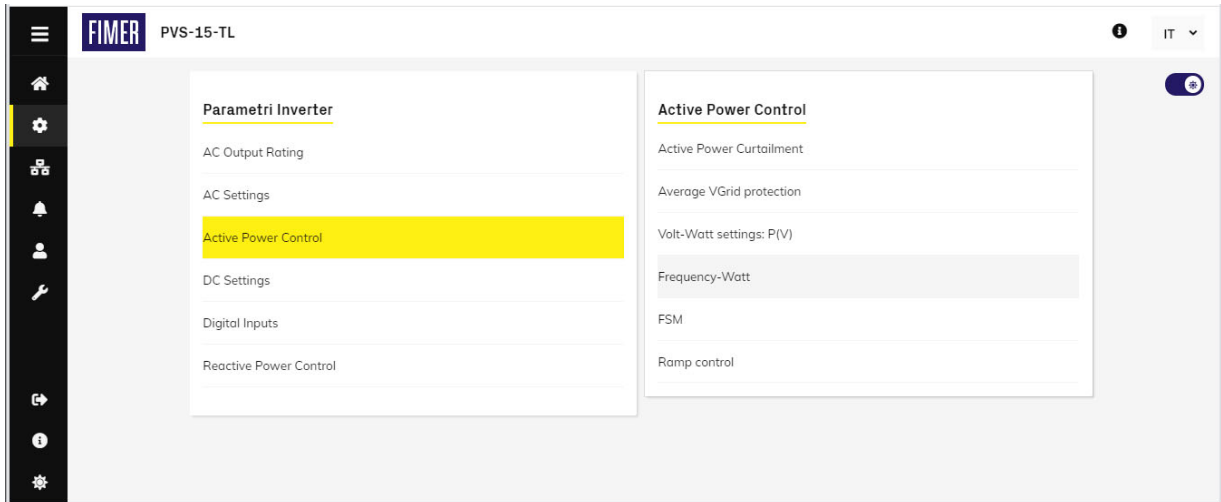 FIMER PVS-15-TL IT
Parametri Inverter
AC Output Rating
AC Settings
Active Power Control
DC Settings
Digital Inputs
Reactive Power Control
Active Power Control
Active Power Curtailment
Average VGrid protection
Volt-Watt settings: P(V)
Frequency-Watt
FSM
Ramp control